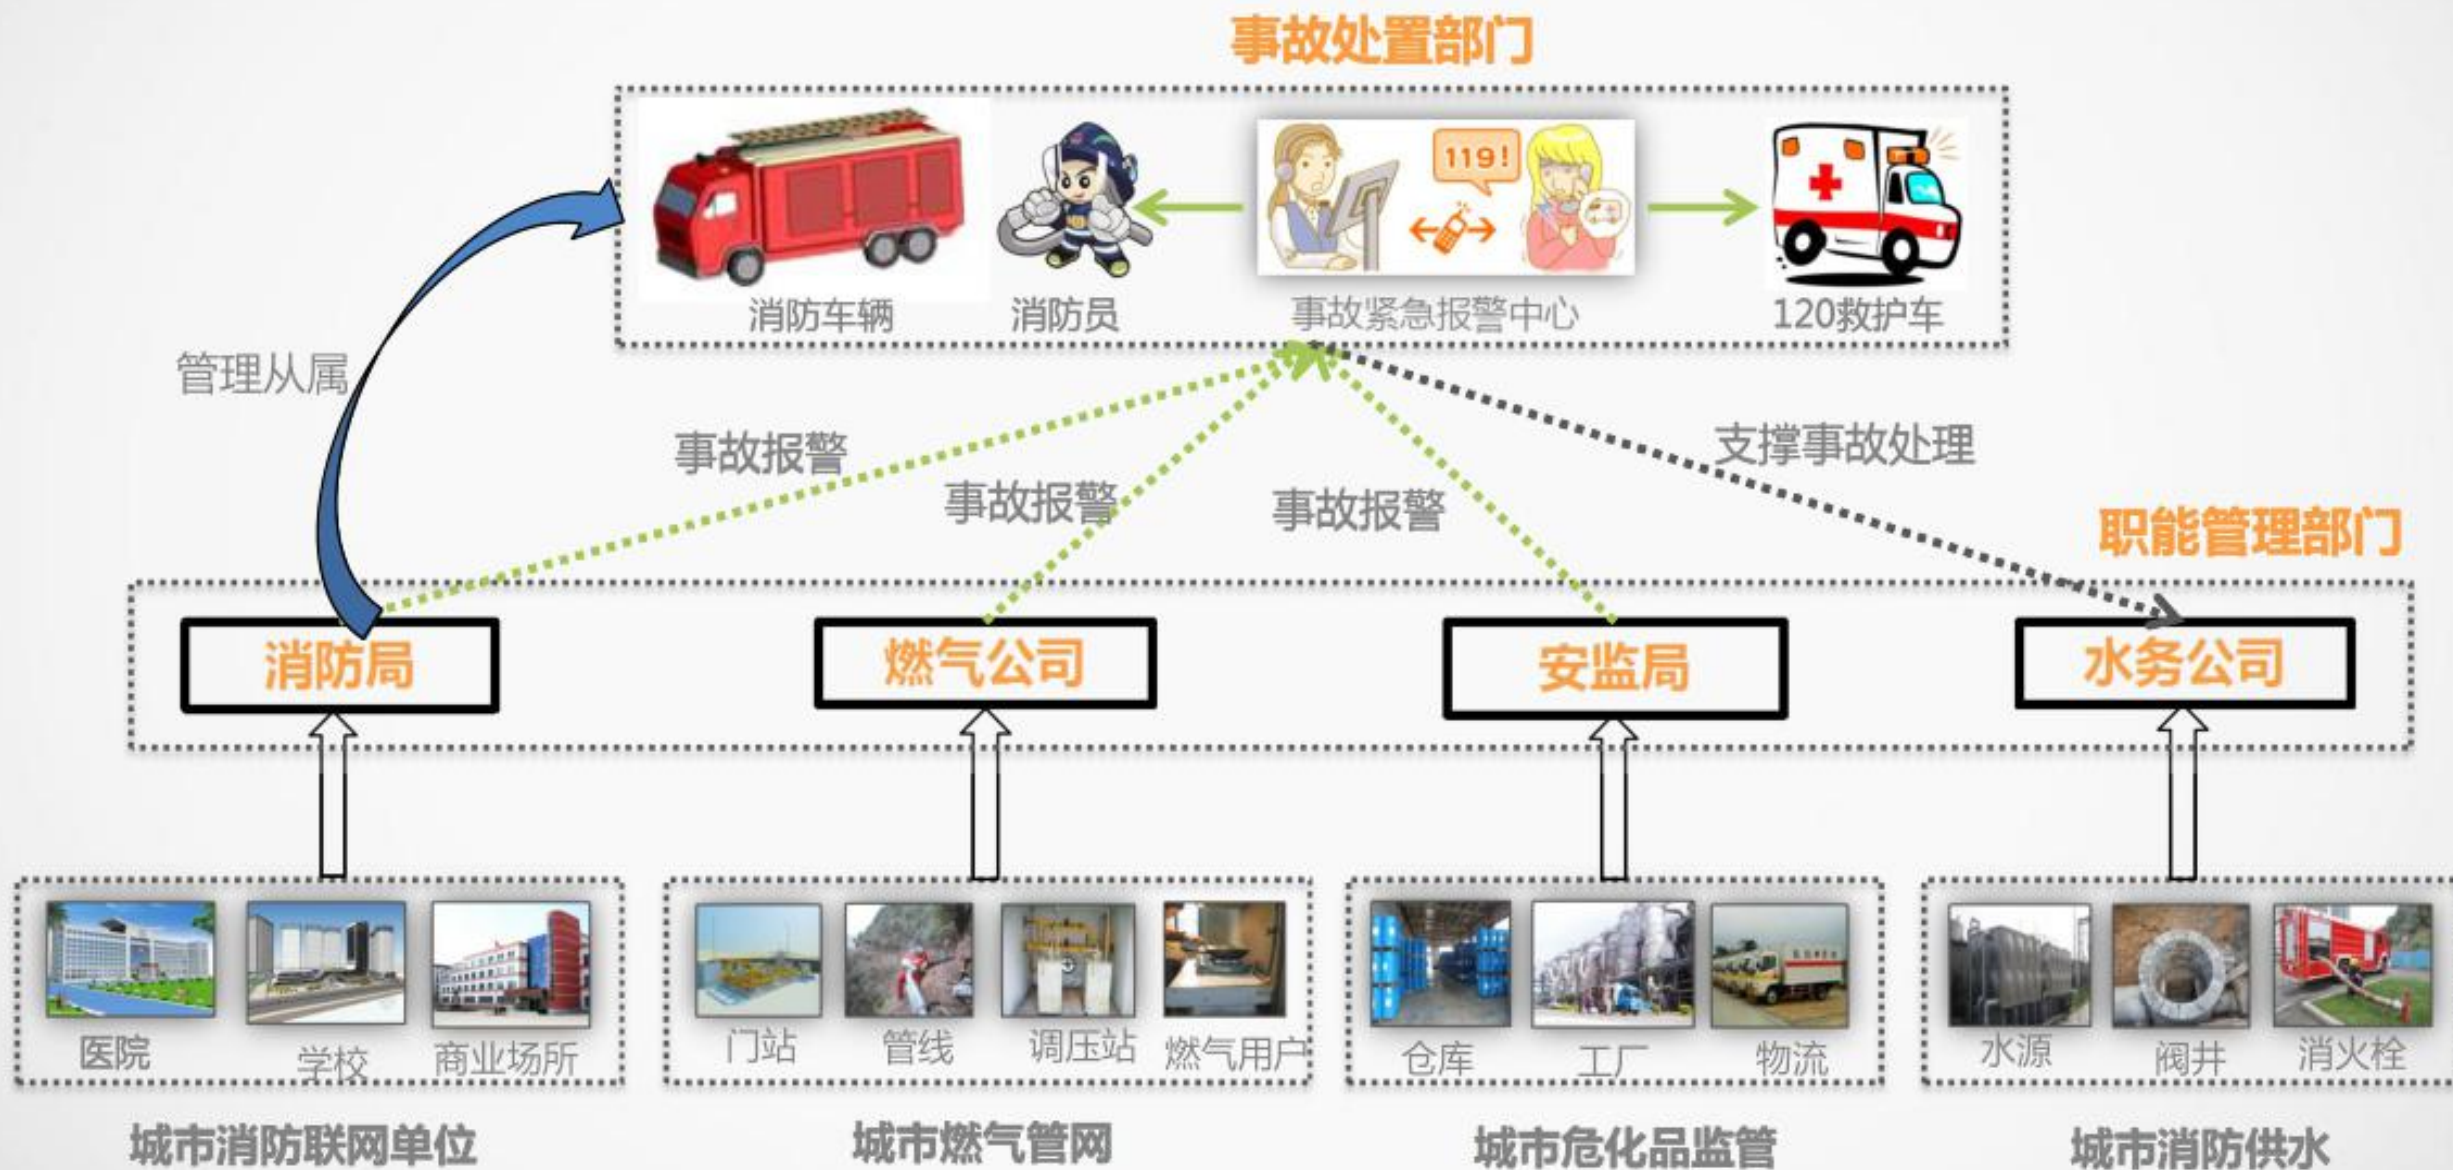 事故处置部门
119!
消防车辆
消防员
事故紧急报警中心
120救护车
管理从属
事故报警
事故报警
事故报警
支撑事故处理
职能管理部门
消防局
燃气公司
安监局
水务公司
医院
学校
商业场所
门站
管线
调压站
燃气用户
仓库
工厂
物流
水源
阀井
消火栓
城市消防联网单位
城市燃气管网
城市危化品监管
城市消防供水